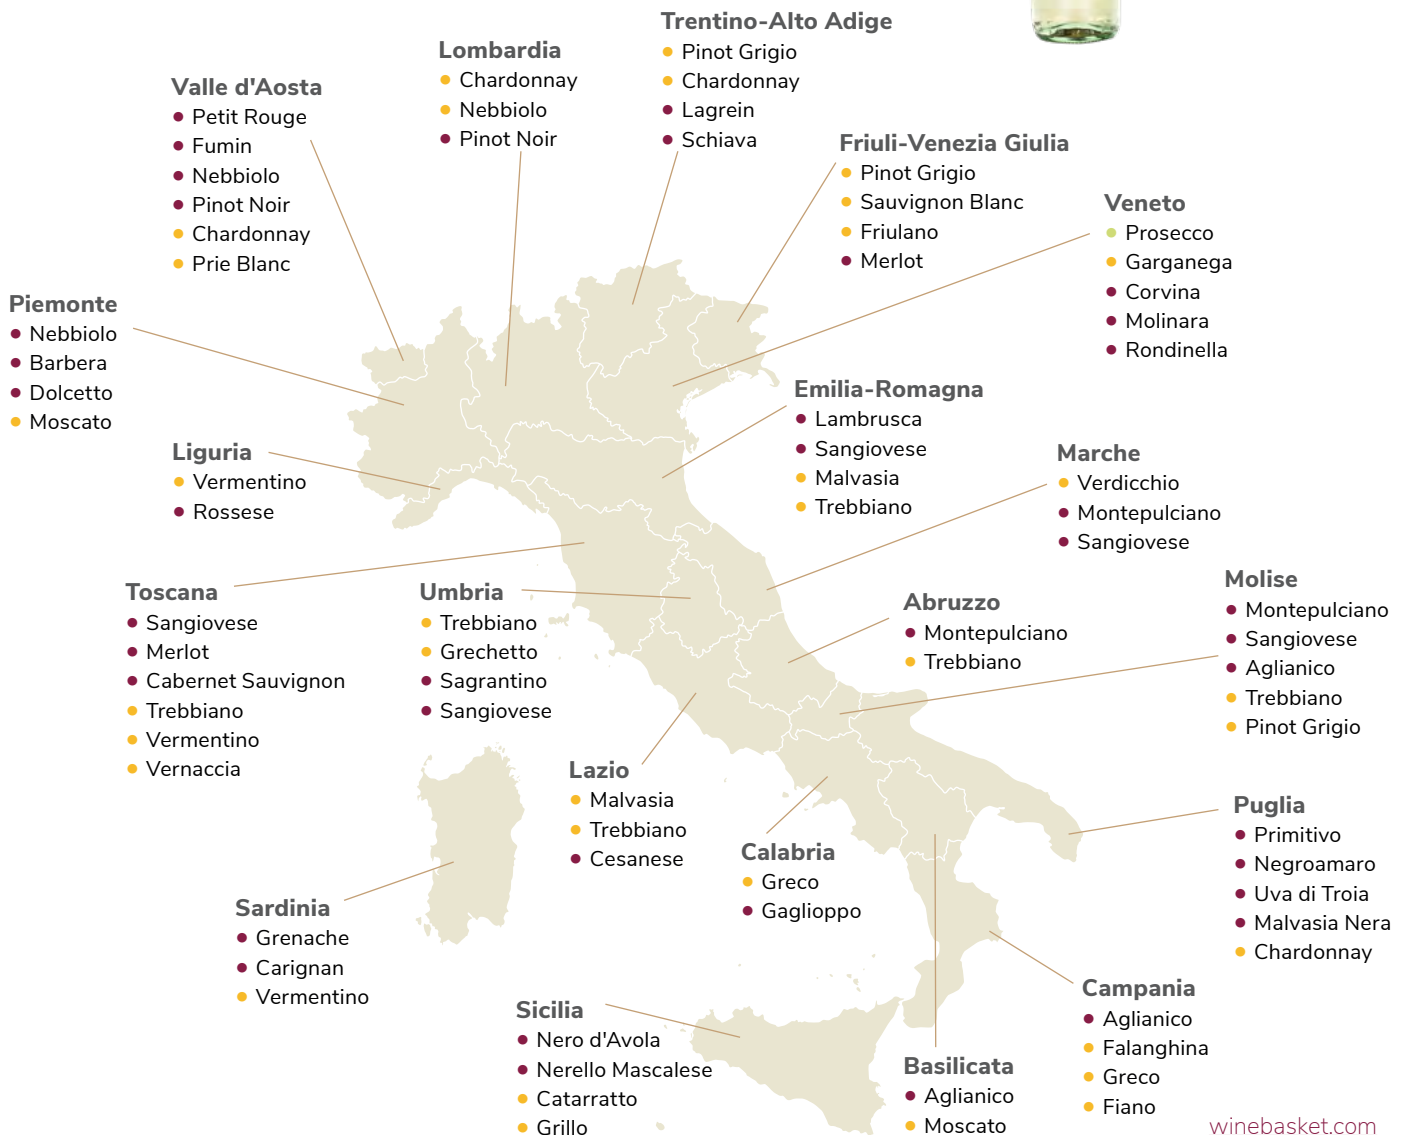 Trentino-Alto Adige
Pinot Grigio
Chardonnay
Lagrein
Schiava
Lombardia
Chardonnay
Nebbiolo
Pinot Noir
Valle d'Aosta
Petit Rouge
Fumin
Nebbiolo
Pinot Noir
Chardonnay
Prie Blanc
Friuli-Venezia Giulia
Pinot Grigio
Sauvignon Blanc
Friulano
Merlot
Veneto
Prosecco
Garganega
Corvina
Molinara
Rondinella
Piemonte
Nebbiolo
Barbera
Dolcetto
Moscato
Emilia-Romagna
Lambrusca
Sangiovese
Malvasia
Trebbiano
Liguria
Vermentino
Rossese
Marche
Verdicchio
Montepulciano
Sangiovese
Toscana
Sangiovese
Merlot
Cabernet Sauvignon
Trebbiano
Vermentino
Vernaccia
Umbria
Trebbiano
Grechetto
Sagrantino
Sangiovese
Abruzzo
Montepulciano
Trebbiano
Molise
Montepulciano
Sangiovese
Aglianico
Trebbiano
Pinot Grigio
Lazio
Malvasia
Trebbiano
Cesanese
Calabria
Greco
Gaglioppo
Puglia
Primitivo
Negroamaro
Uva di Troia
Malvasia Nera
Chardonnay
Sardinia
Grenache
Carignan
Vermentino
Campania
Aglianico
Falanghina
Greco
Fiano
Sicilia
Nero d'Avola
Nerello Mascalese
Catarratto
Grillo
Basilicata
Aglianico
Moscato
winebasket.com